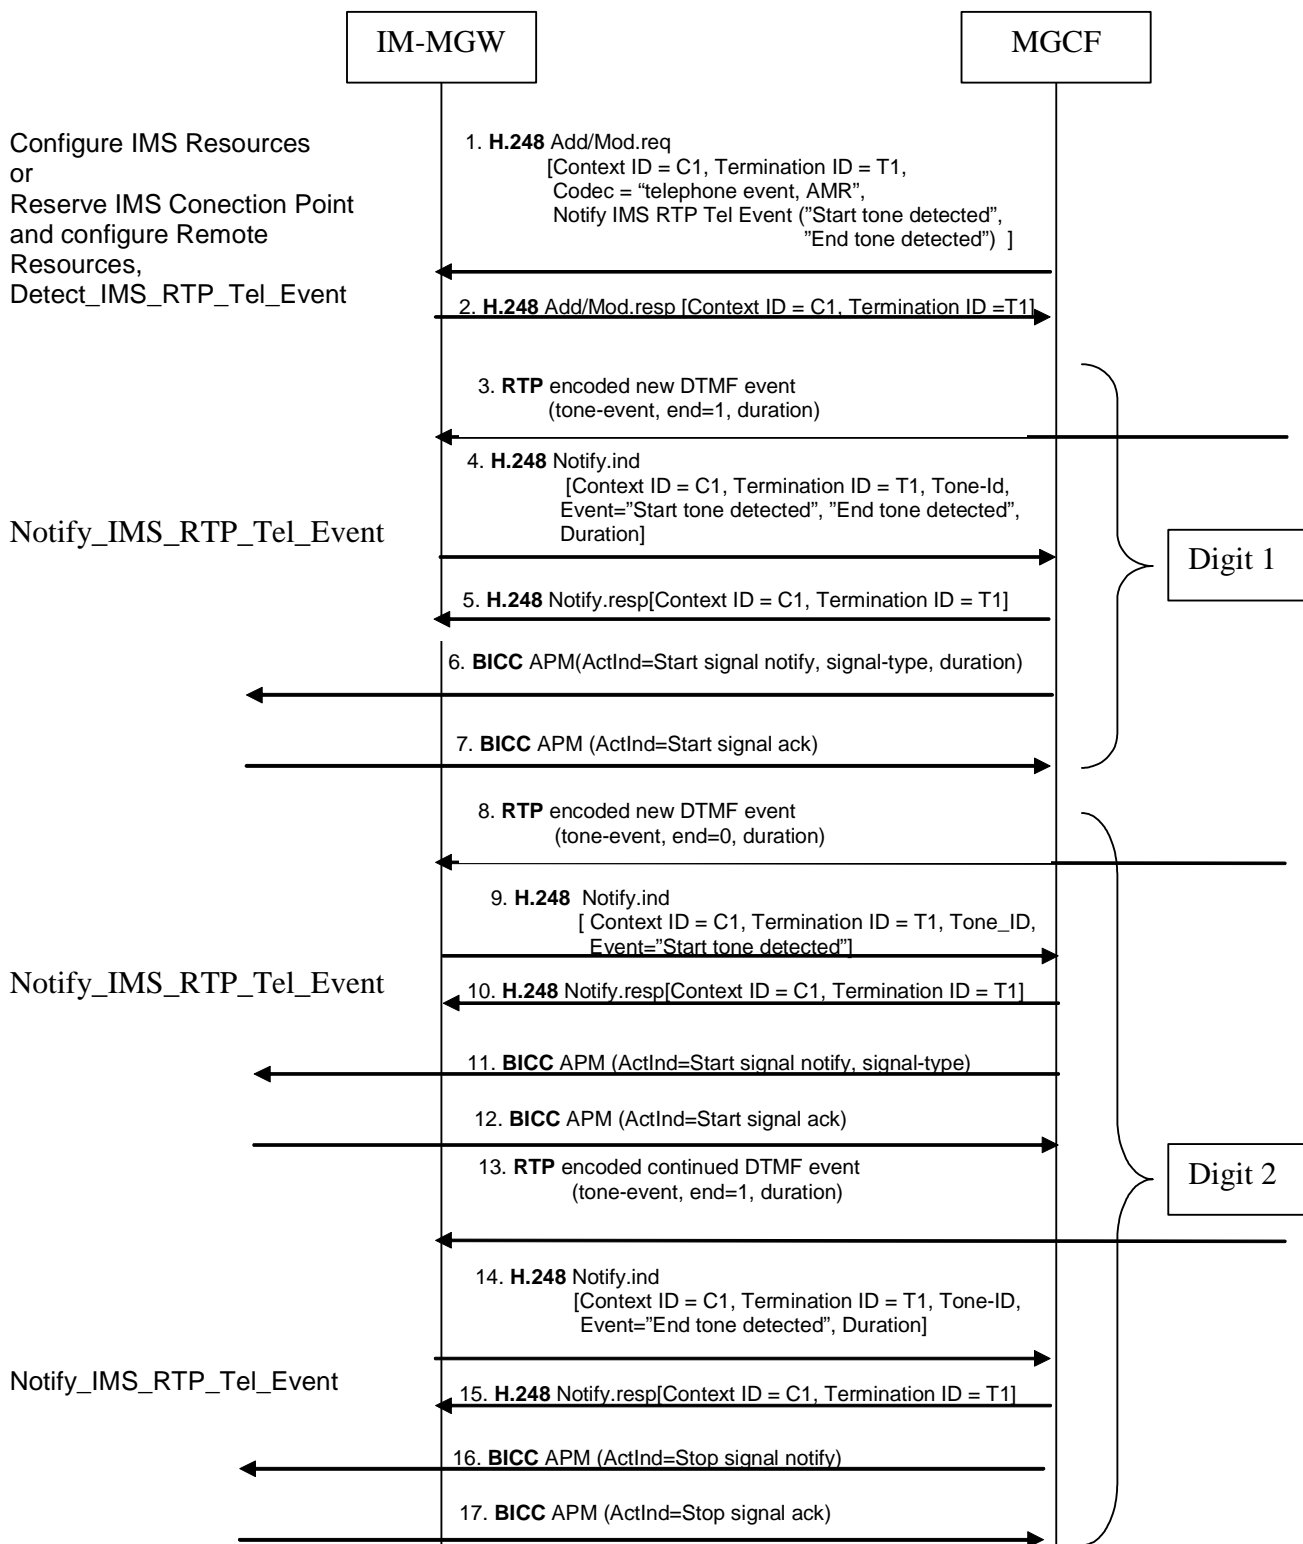 IM-MGW
MGCF
Configure IMS Resources
or
Reserve IMS Conection Point
and configure Remote
Resources,
Detect_IMS_RTP_Tel_Event
1. H.248 Add/Mod.req
[Context ID = C1, Termination ID = T1,
Codec = “telephone event, AMR”,
Notify IMS RTP Tel Event (”Start tone detected”,
”End tone detected”) ]
2. H.248 Add/Mod.resp [Context ID = C1, Termination ID =T1]
3. RTP encoded new DTMF event
(tone-event, end=1, duration)
4. H.248 Notify.ind
[Context ID = C1, Termination ID = T1, Tone-Id,
Event=”Start tone detected”, ”End tone detected”,
Duration]
Notify_IMS_RTP_Tel_Event
Digit 1
5. H.248 Notify.resp[Context ID = C1, Termination ID = T1]
6. BICC APM(ActInd=Start signal notify, signal-type, duration)
7. BICC APM (ActInd=Start signal ack)
8. RTP encoded new DTMF event
(tone-event, end=0, duration)
9. H.248 Notify.ind
[ Context ID = C1, Termination ID = T1, Tone_ID,
Event=”Start tone detected”]
Notify_IMS_RTP_Tel_Event
10. H.248 Notify.resp[Context ID = C1, Termination ID = T1]
11. BICC APM (ActInd=Start signal notify, signal-type)
12. BICC APM (ActInd=Start signal ack)
13. RTP encoded continued DTMF event
(tone-event, end=1, duration)
Digit 2
14. H.248 Notify.ind
[Context ID = C1, Termination ID = T1, Tone-ID,
Event=”End tone detected”, Duration]
Notify_IMS_RTP_Tel_Event
15. H.248 Notify.resp[Context ID = C1, Termination ID = T1]
16. BICC APM (ActInd=Stop signal notify)
17. BICC APM (ActInd=Stop signal ack)